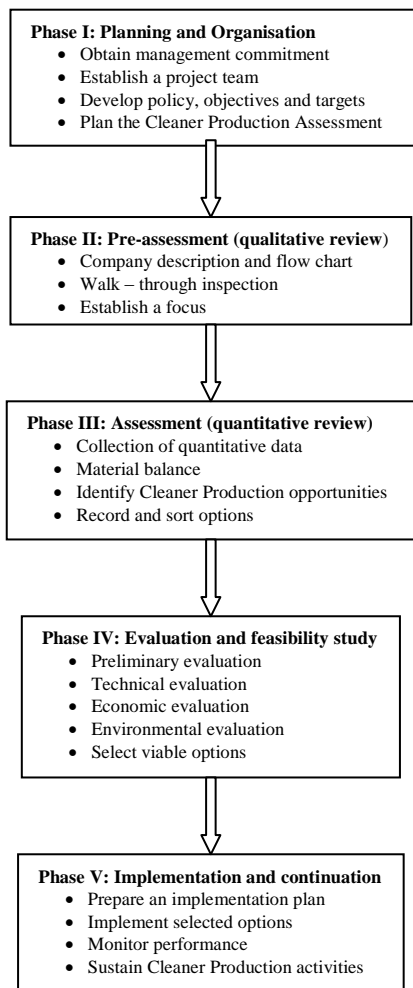 Phase I: Planning and Organisation
• Obtain management commitment
• Establish a project team
• Develop policy, objectives and targets
• Plan the Cleaner Production Assessment
Phase II: Pre-assessment (qualitative review)
• Company description and flow chart
• Walk – through inspection
• Establish a focus
Phase III: Assessment (quantitative review)
• Collection of quantitative data
• Material balance
• Identify Cleaner Production opportunities
• Record and sort options
Phase IV: Evaluation and feasibility study
• Preliminary evaluation
• Technical evaluation
• Economic evaluation
• Environmental evaluation
• Select viable options
Phase V: Implementation and continuation
• Prepare an implementation plan
• Implement selected options
• Monitor performance
• Sustain Cleaner Production activities